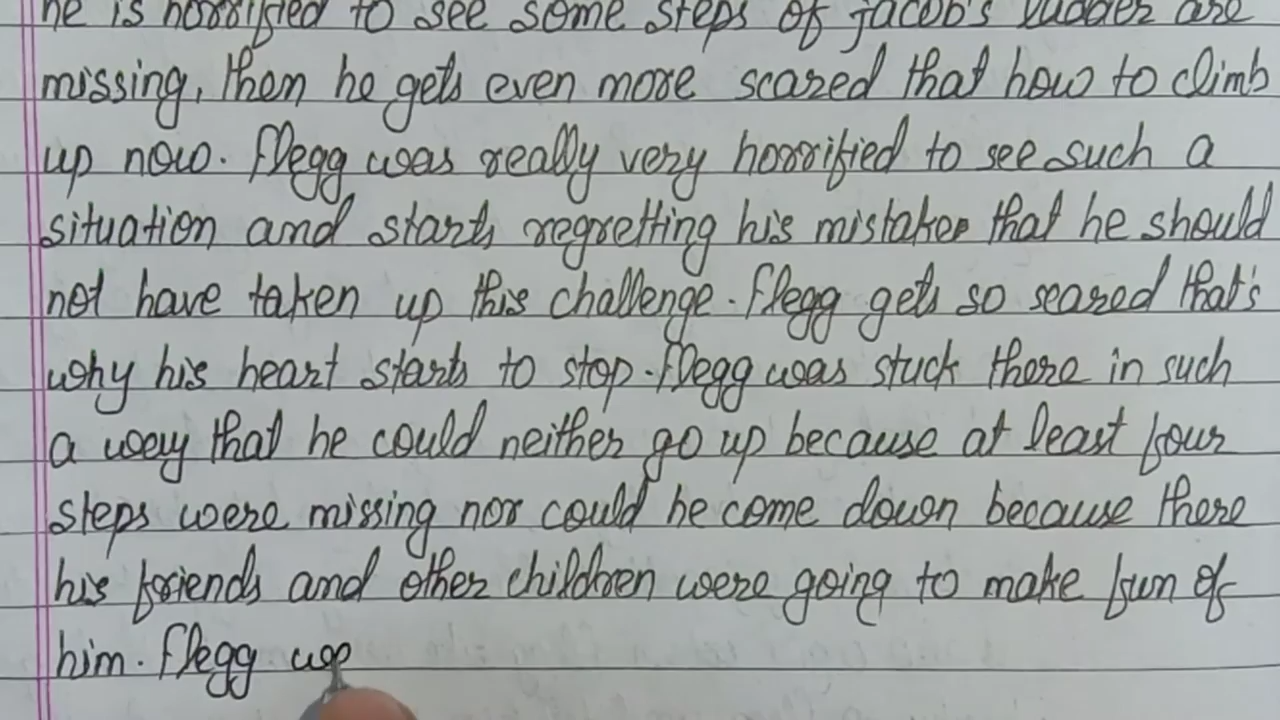 he is horrified to see some steps of jacob's ladder are
missing, then he gets even more scared that how to climb
up now. Flegg was really very horrified to see such a
situation and starts regretting his mistakes that he should
not have taken up this challenge. Flegg gets so scared that's
why his heart starts to stop. Flegg was stuck there in such
a way that he could neither go up because at least four
steps were missing nor could he come down because there
his friends and other children were going to make fun of
him. Flegg was